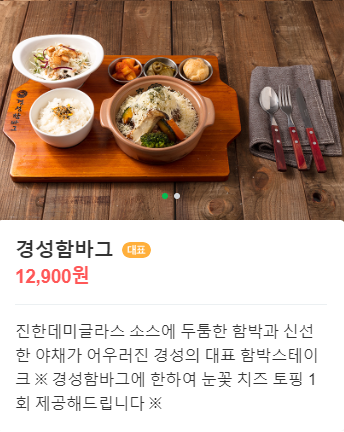 경성함바그 대표
12,900원
진한데미글라스 소스에 두툼한 함박과 신선
한 야채가 어우러진 경성의 대표 함박스테이
크 ※ 경성함바그에 한하여 눈꽃 치즈 토핑 1
회 제공해드립니다 ※